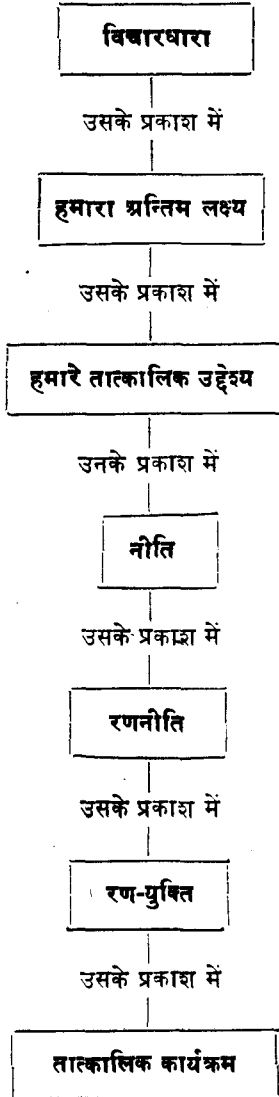 विचारधारा
उसके प्रकाश में
हमारा अन्तिम लक्ष्य
उसके प्रकाश में
हमारे तात्कालिक उद्देश्य
उनके प्रकाश में
नीति
उसके प्रकाश में
रणनीति
उसके प्रकाश में
रण-युक्ति
उसके प्रकाश में
तात्कालिक कार्यक्रम